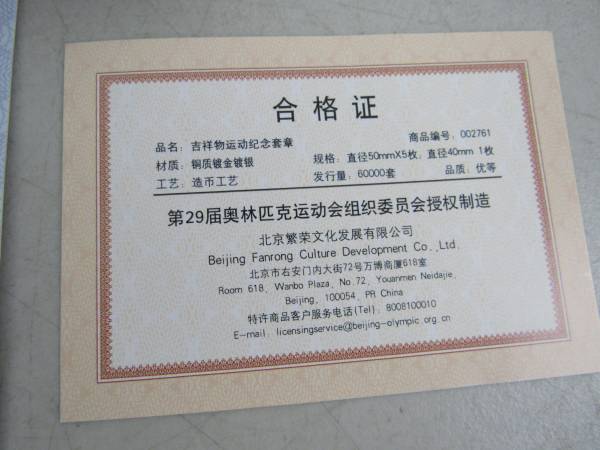 合格证
品名：吉祥物运动纪念套章 商品编号：002761
材质：铜质镀金镀银 规格：直径50mmX5枚，直径40mm 1枚
工艺：造币工艺 发行量：60000套 品质：优等
第29届奥林匹克运动会组织委员会授权制造
北京繁荣文化发展有限公司
Beijing Fanrong Culture Development Co.,Ltd.
北京市右安门内大街72号万博商厦618室
Room 618, Wanbo Plaza, No.72, Youanmen Neidajie,
Beijing, 100054, PR China
特许商品客户服务电话(Tel)：8008100010
E-mail: licensingservice@beijing-olympic.org.cn